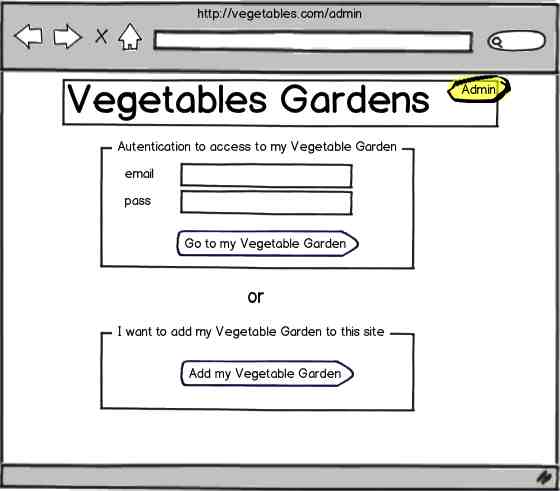 http://vegetables.com/admin
Vegetables Gardens
Admin
Autentication to access to my Vegetable Garden
email
pass
Go to my Vegetable Garden
or
I want to add my Vegetable Garden to this site
Add my Vegetable Garden